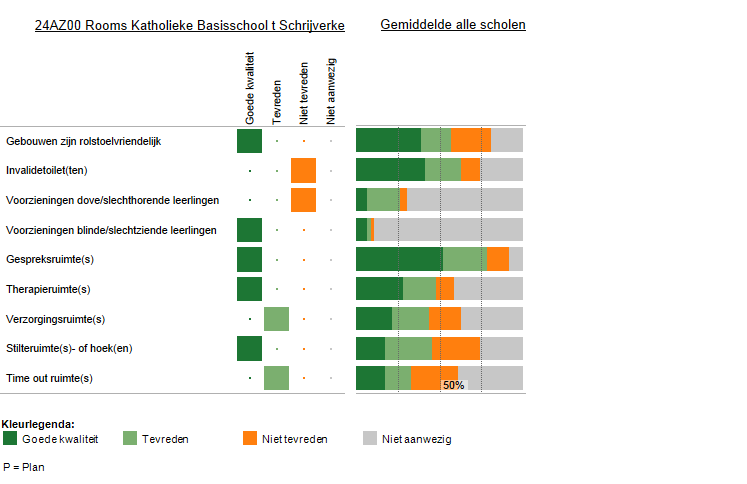 24AZ00 Rooms Katholieke Basisschool t Schrijverke
Gemiddelde alle scholen
Goede kwaliteit
Tevreden
Niet tevreden
Niet aanwezig
Gebouwen zijn rolstoelvriendelijk
Invalidetoilet(ten)
Voorzieningen dove/slechthorende leerlingen
Voorzieningen blinde/slechtziende leerlingen
Gespreksruimte(s)
Therapieruimte(s)
Verzorgingsruimte(s)
Stilteruimte(s)- of hoek(en)
Time out ruimte(s)
50%
Kleurlegenda:
Goede kwaliteit
Tevreden
Niet tevreden
Niet aanwezig
P = Plan